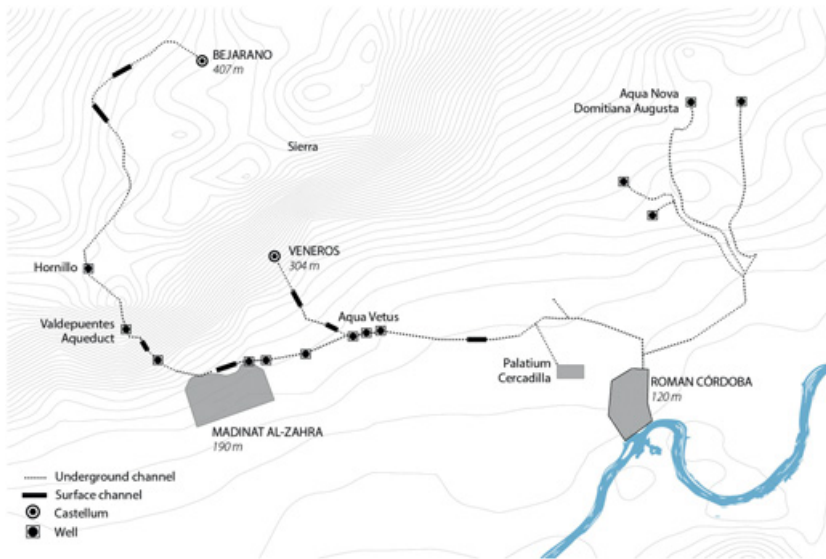 BEJARANO
407 m
Aqua Nova
Domitiana Augusta
Sierra
VENEROS
304 m
Hornillo
Aqua Vetus
Valdepuentes
Aqueduct
Palatium
Cercadilla
ROMAN CÓRDOBA
120 m
MADINAT AL-ZAHRA
190 m
Underground channel
Surface channel
Castellum
Well